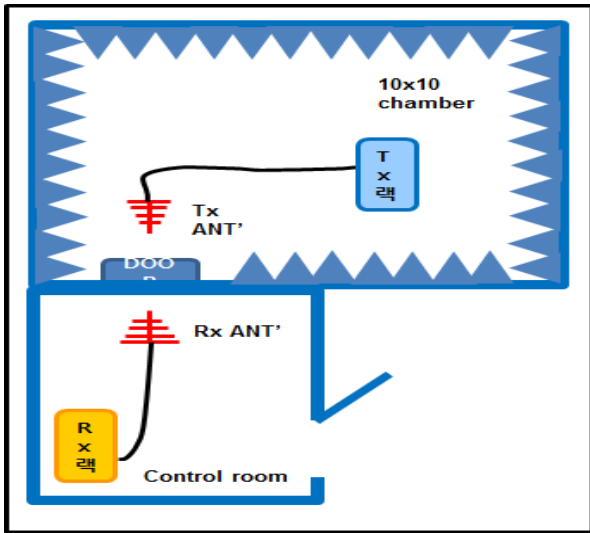 10x10
chamber
T
x
랙
Tx
ANT’
DOO
Rx ANT’
R
x
랙
Control room